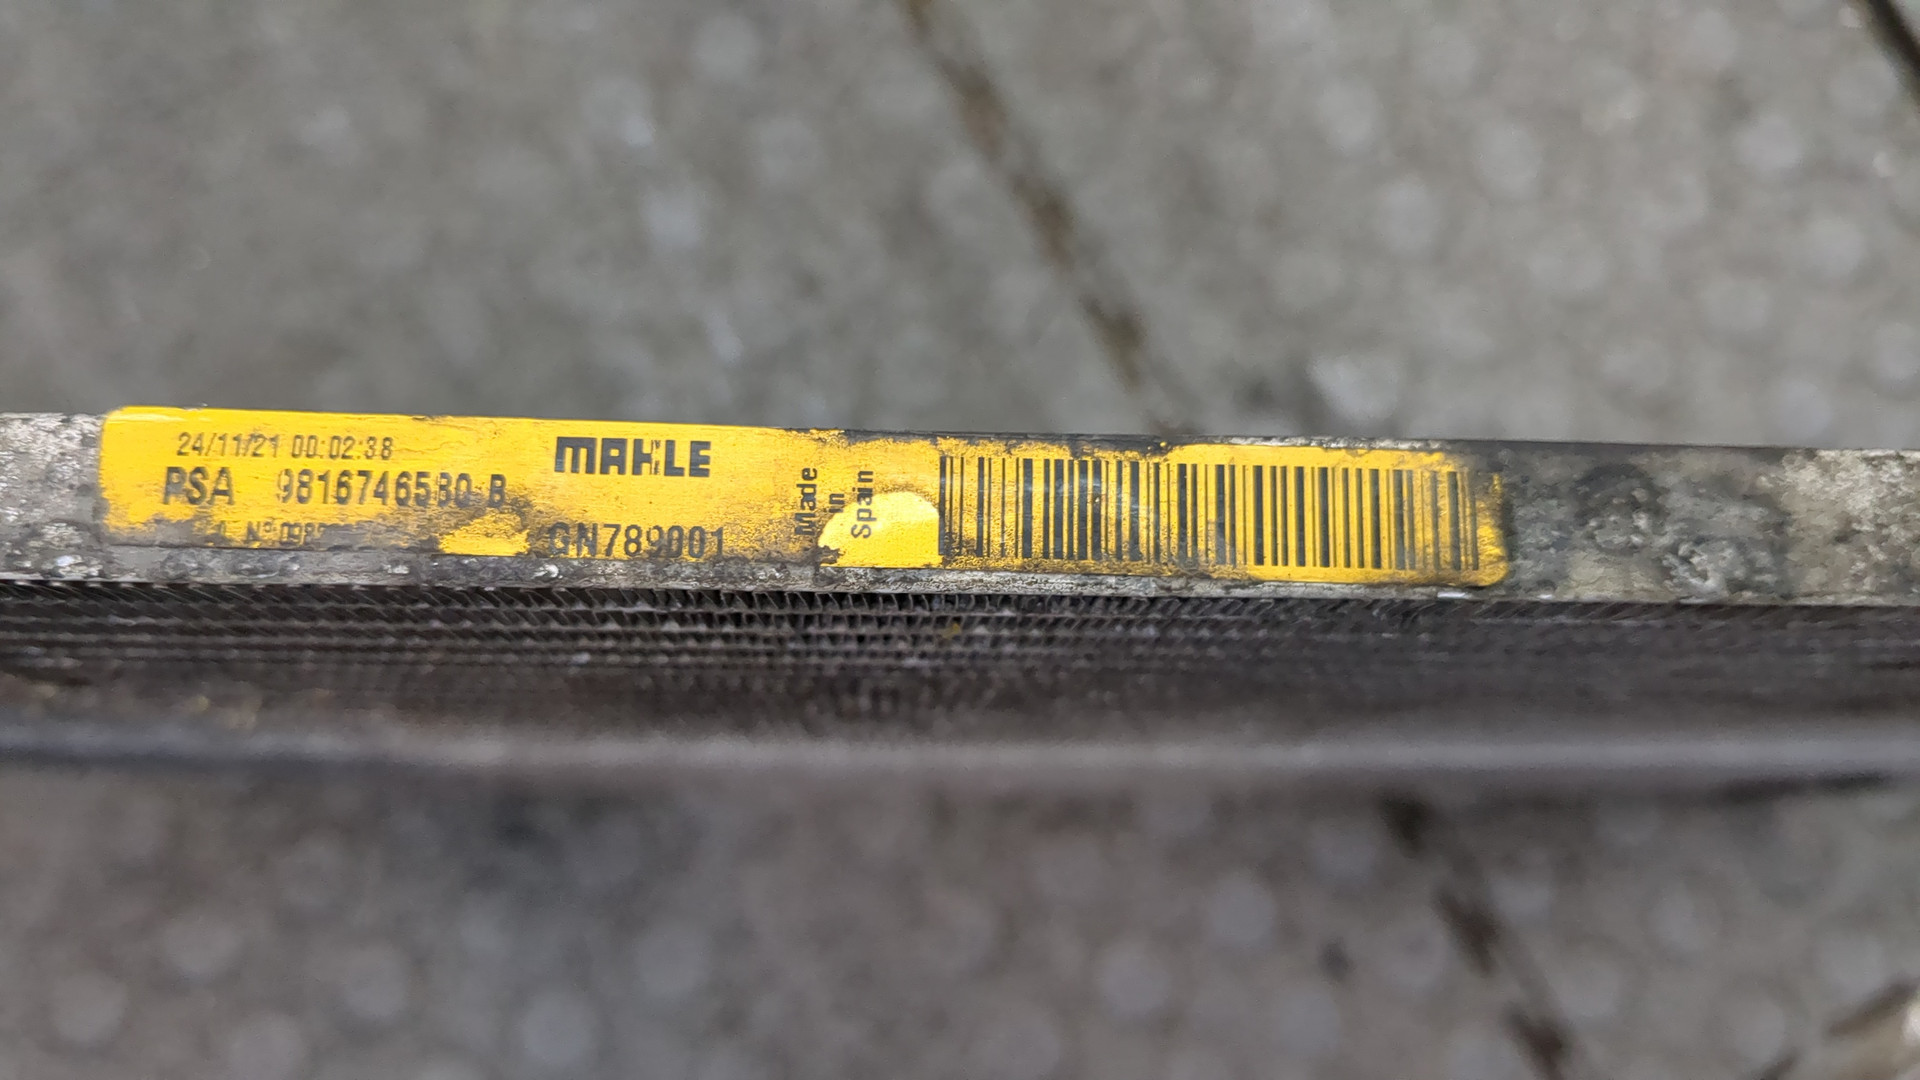 24/11/21 00:02:38
PSA 9816746580 B
MAHLE
GN789001
Made
in
Spain